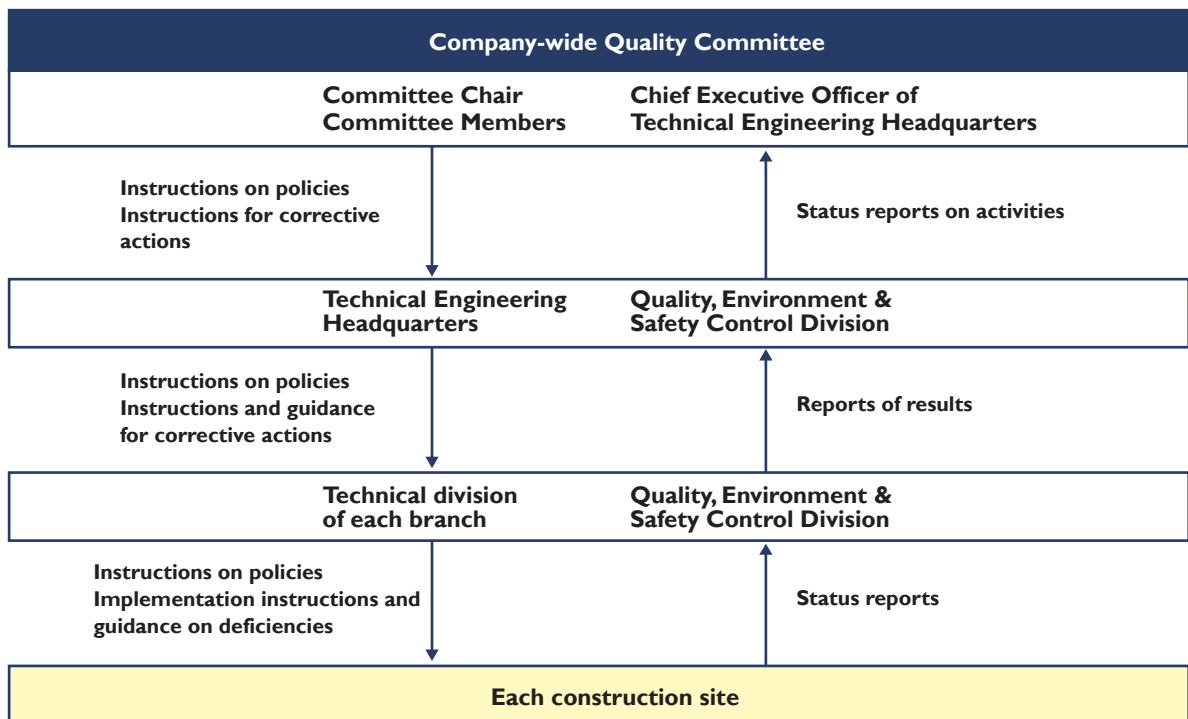 Company-wide Quality Committee
Committee Chair
Committee Members
Chief Executive Officer of
Technical Engineering Headquarters
Instructions on policies
Instructions for corrective
actions
Status reports on activities
Technical Engineering
Headquarters
Quality, Environment &
Safety Control Division
Instructions on policies
Instructions and guidance
for corrective actions
Reports of results
Technical division
of each branch
Quality, Environment &
Safety Control Division
Instructions on policies
Implementation instructions and
guidance on deficiencies
Status reports
Each construction site